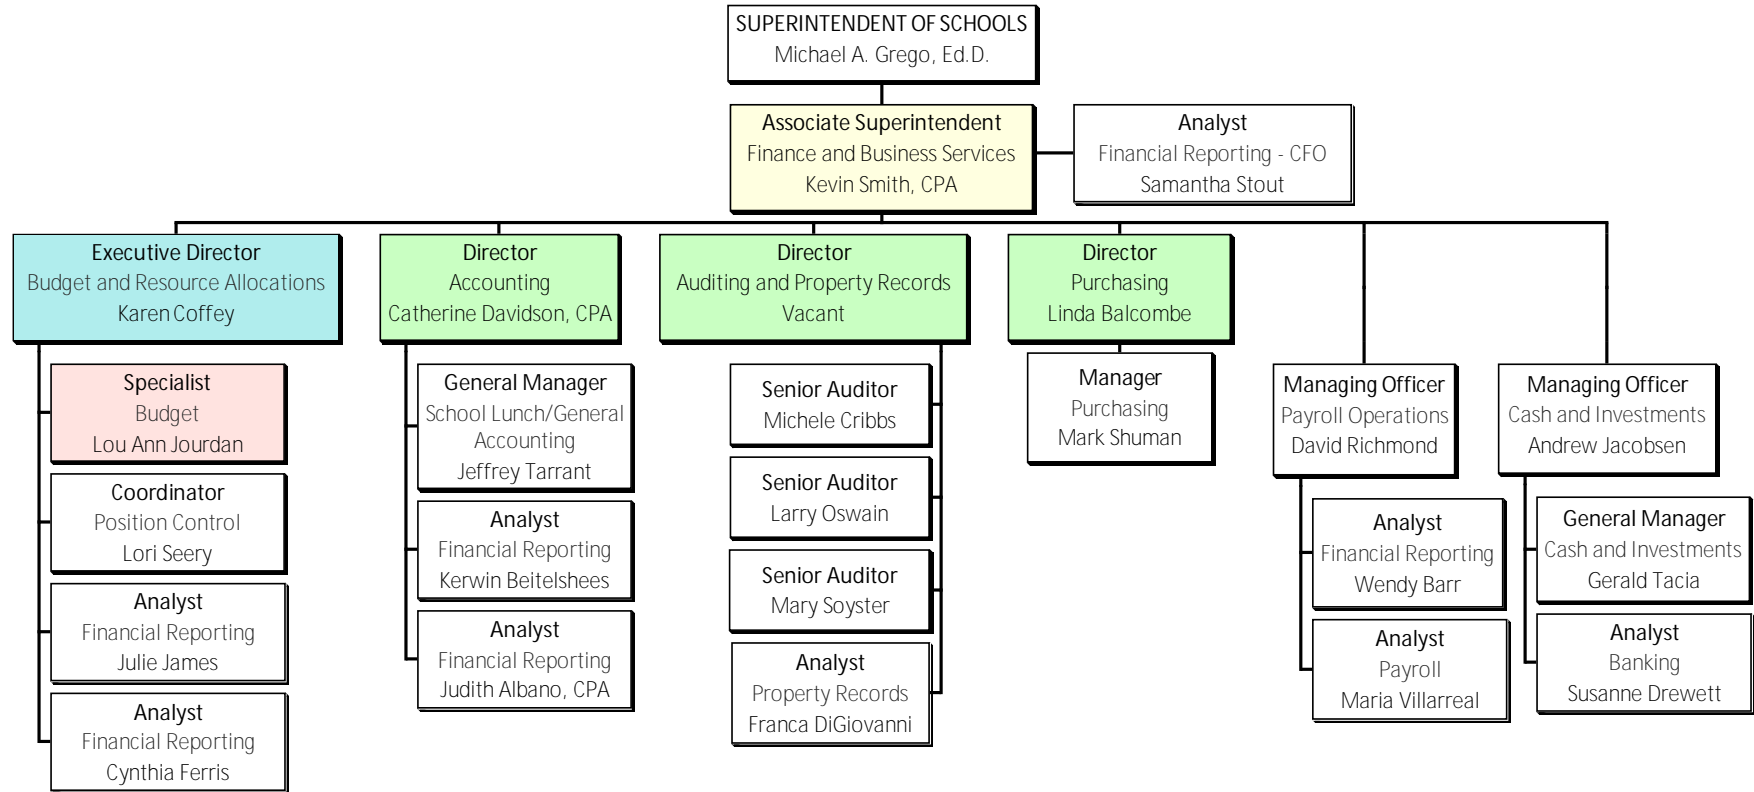 SUPERINTENDENT OF SCHOOLS
Michael A. Grego, Ed.D.
Associate Superintendent
Finance and Business Services
Kevin Smith, CPA
Analyst
Financial Reporting - CFO
Samantha Stout
Executive Director
Budget and Resource Allocations
Karen Coffey
Specialist
Budget
Lou Ann Jourdan
Coordinator
Position Control
Lori Seery
Analyst
Financial Reporting
Julie James
Analyst
Financial Reporting
Cynthia Ferris
Director
Accounting
Catherine Davidson, CPA
General Manager
School Lunch/General
Accounting
Jeffrey Tarrant
Analyst
Financial Reporting
Kerwin Beitelshees
Analyst
Financial Reporting
Judith Albano, CPA
Director
Auditing and Property Records
Vacant
Senior Auditor
Michele Cribbs
Senior Auditor
Larry Oswain
Senior Auditor
Mary Soyster
Analyst
Property Records
Franca DiGiovanni
Director
Purchasing
Linda Balcombe
Manager
Purchasing
Mark Shuman
Managing Officer
Payroll Operations
David Richmond
Analyst
Financial Reporting
Wendy Barr
Analyst
Payroll
Maria Villarreal
Managing Officer
Cash and Investments
Andrew Jacobsen
General Manager
Cash and Investments
Gerald Tacia
Analyst
Banking
Susanne Drewett